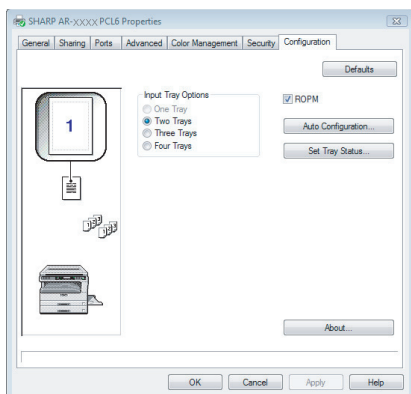 SHARP AR-XXXX PCL6 Properties
General Sharing Ports Advanced Color Management Security Configuration
Defaults
Input Tray Options
One Tray
Two Trays
Three Trays
Four Trays
ROPM
Auto Configuration...
Set Tray Status...
1
About...
OK Cancel Apply Help